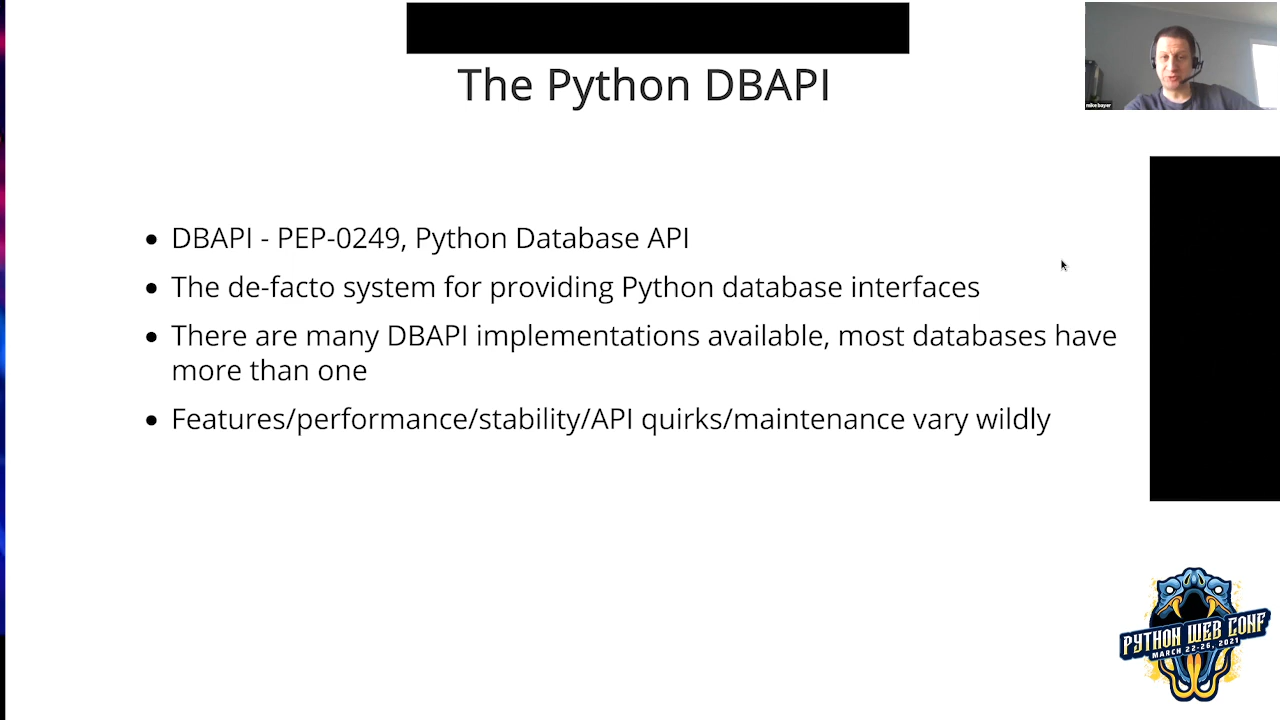 The Python DBAPI
mike bayer
DBAPI - PEP-0249, Python Database API
The de-facto system for providing Python database interfaces
There are many DBAPI implementations available, most databases have
more than one
Features/performance/stability/API quirks/maintenance vary wildly
PYTHON WEB CONF
MARCH 22-26, 2021